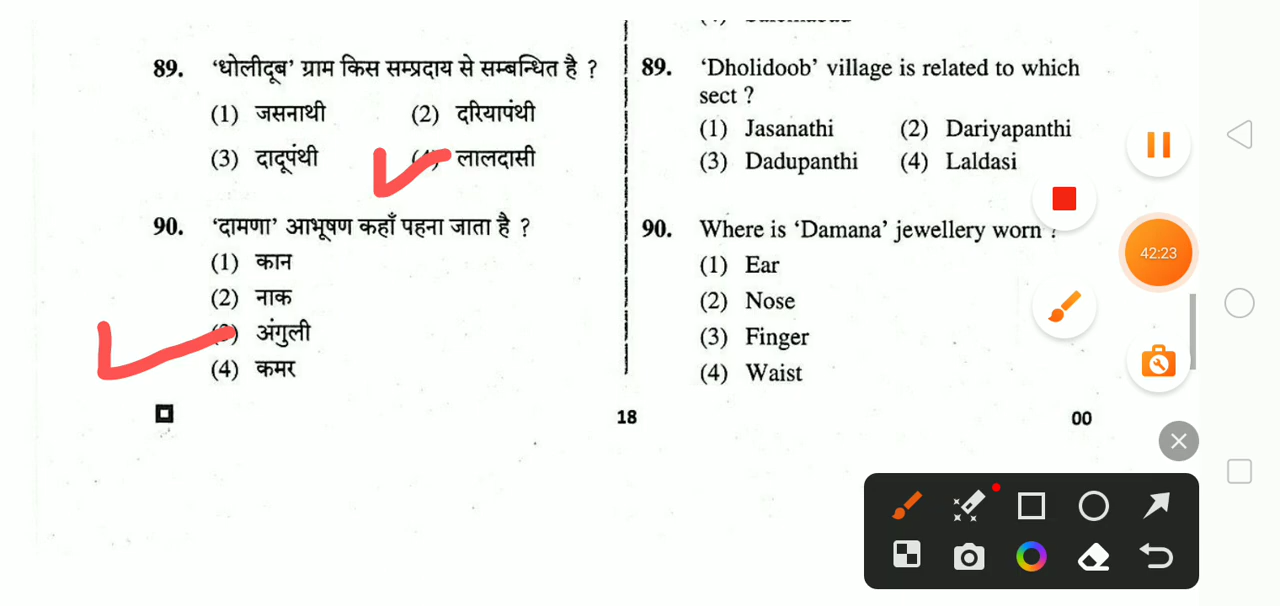 89. ‘धोलीदूब’ ग्राम किस सम्प्रदाय से सम्बन्धित है ?
(1) जसनाथी (2) दरियापंथी
(3) दादूपंथी (4) लालदासी
90. ‘दामणा’ आभूषण कहाँ पहना जाता है ?
(1) कान
(2) नाक
(3) अंगुली
(4) कमर
89. ‘Dholidoob’ village is related to which
sect ?
(1) Jasanathi (2) Dariyapanthi
(3) Dadupanthi (4) Laldasi
90. Where is ‘Damana’ jewellery worn ?
(1) Ear
(2) Nose
(3) Finger
(4) Waist
18
00
42:23